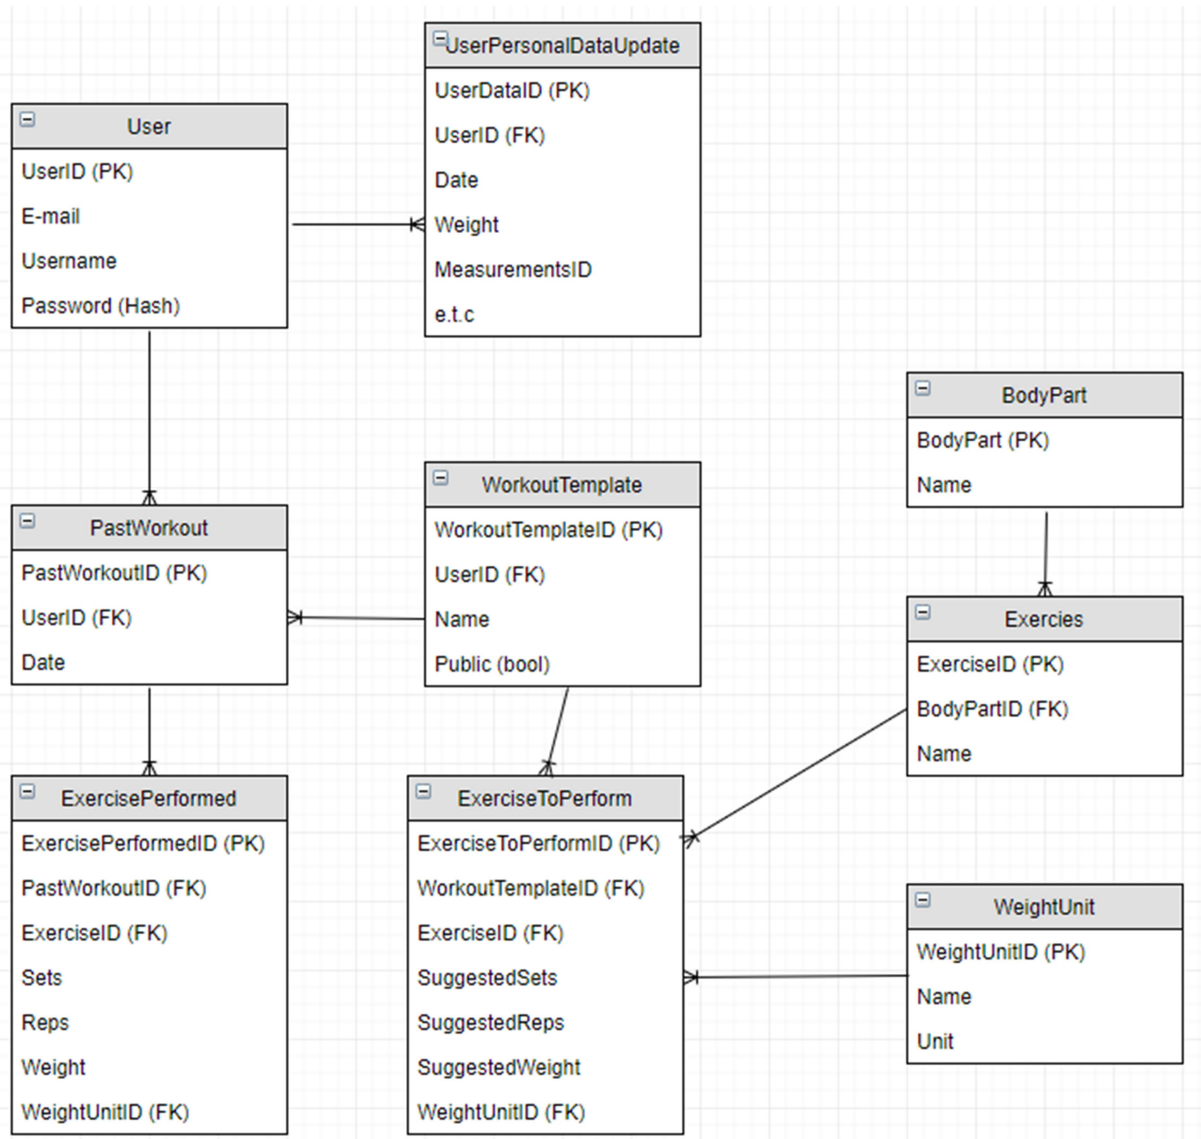 UserPersonalDataUpdate
UserDataID (PK)
UserID (FK)
Date
Weight
MeasurementsID
e.t.c
User
UserID (PK)
E-mail
Username
Password (Hash)
BodyPart
BodyPart (PK)
Name
WorkoutTemplate
WorkoutTemplateID (PK)
UserID (FK)
Name
Public (bool)
PastWorkout
PastWorkoutID (PK)
UserID (FK)
Date
Exercies
ExerciseID (PK)
BodyPartID (FK)
Name
ExercisePerformed
ExercisePerformedID (PK)
PastWorkoutID (FK)
ExerciseID (FK)
Sets
Reps
Weight
WeightUnitID (FK)
ExerciseToPerform
ExerciseToPerformID (PK)
WorkoutTemplateID (FK)
ExerciseID (FK)
SuggestedSets
SuggestedReps
SuggestedWeight
WeightUnitID (FK)
WeightUnit
WeightUnitID (PK)
Name
Unit